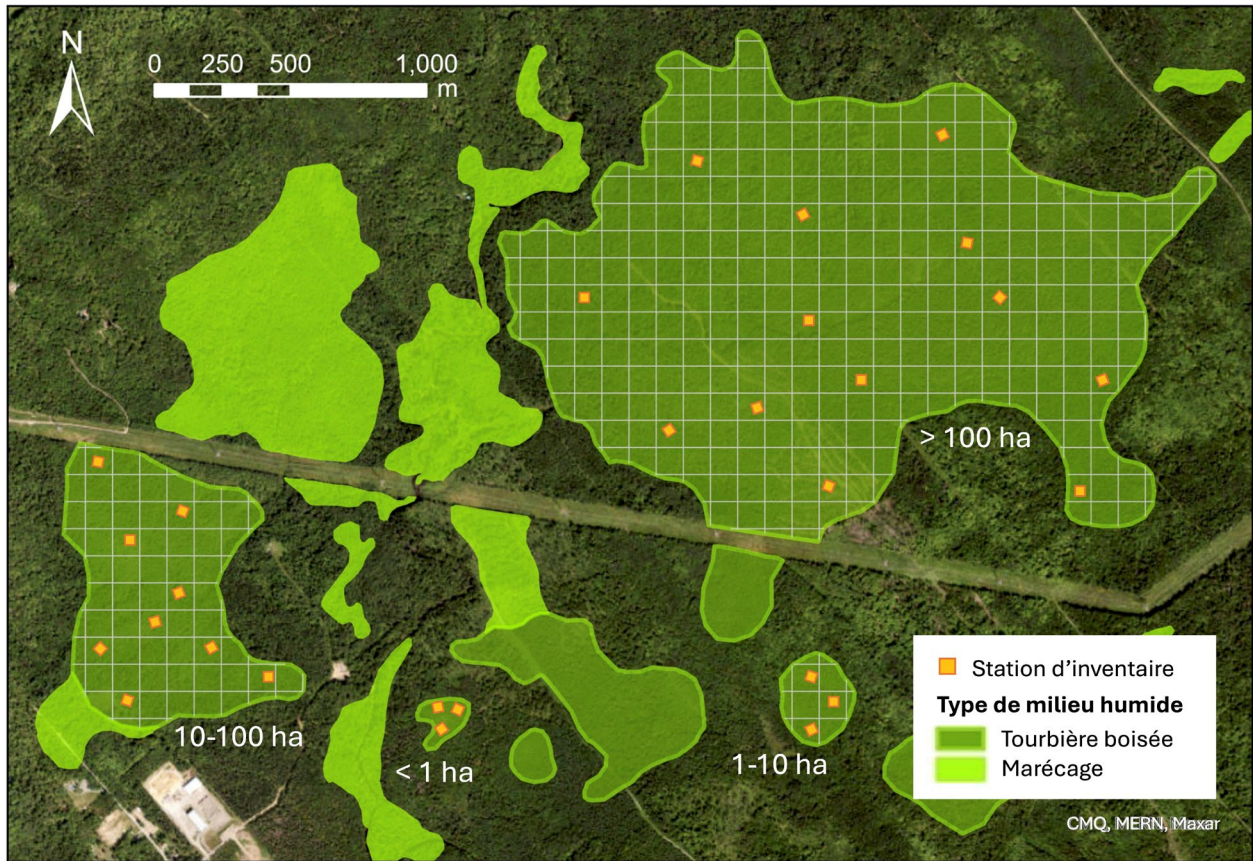 N
0 250 500 1,000
m
> 100 ha
10-100 ha
< 1 ha
1-10 ha
Station d'inventaire
Type de milieu humide
Tourbière boisée
Marécage
CMQ, MERN, Maxar